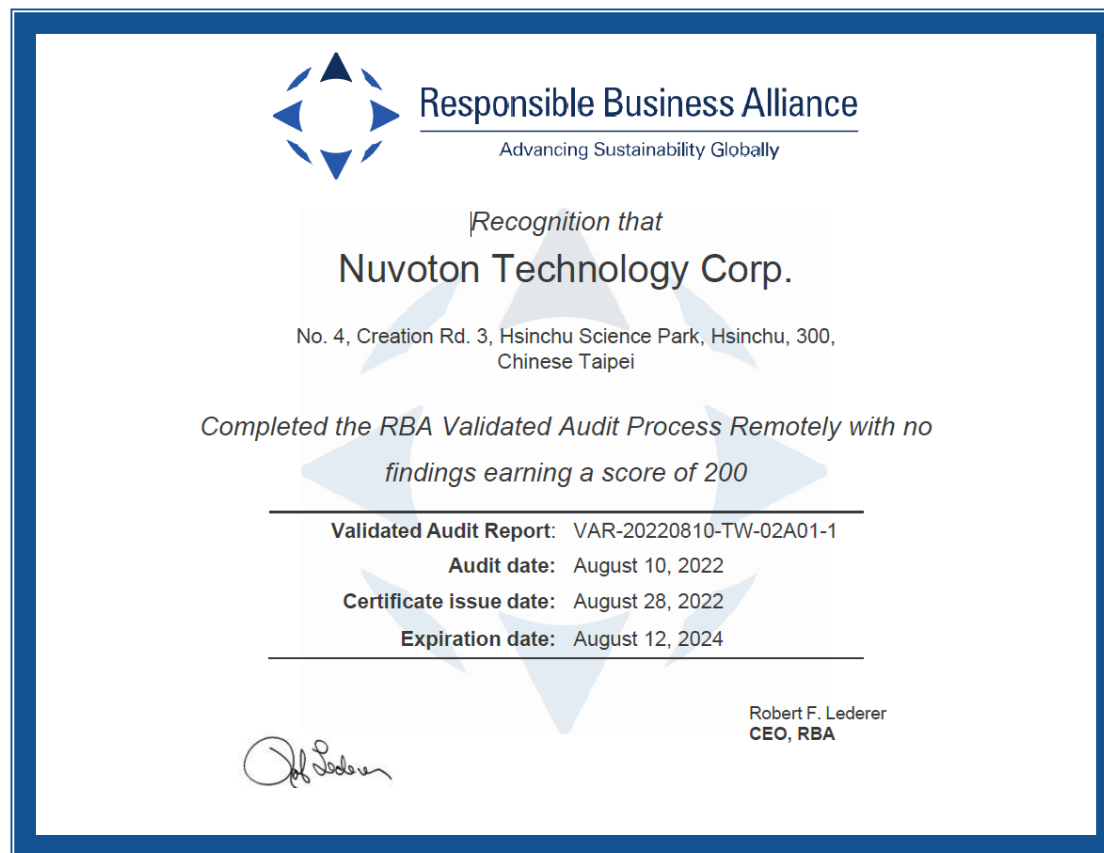 Responsible Business Alliance
Advancing Sustainability Globally
Recognition that
Nuvoton Technology Corp.
No. 4, Creation Rd. 3, Hsinchu Science Park, Hsinchu, 300,
Chinese Taipei
Completed the RBA Validated Audit Process Remotely with no
findings earning a score of 200
Validated Audit Report: VAR-20220810-TW-02A01-1
Audit date: August 10, 2022
Certificate issue date: August 28, 2022
Expiration date: August 12, 2024
Robert F. Lederer
CEO, RBA
Rob Lederer